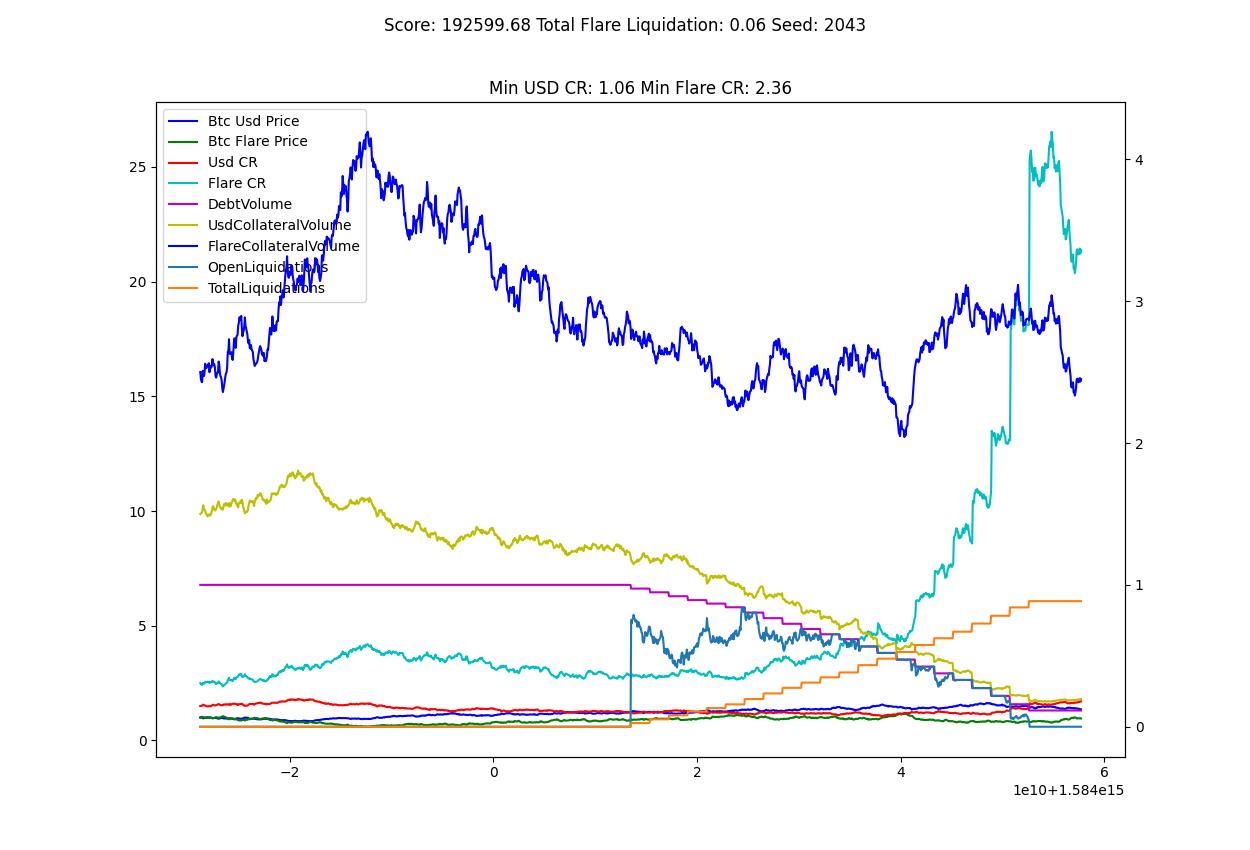 Score: 192599.68 Total Flare Liquidation: 0.06 Seed: 2043
Min USD CR: 1.06 Min Flare CR: 2.36
Btc Usd Price
Btc Flare Price
Usd CR
Flare CR
DebtVolume
UsdCollateralVolume
FlareCollateralVolume
OpenLiquidations
TotalLiquidations
25
20
15
10
5
0
4
3
2
1
0
−2
0
2
4
6
1e10+1.584e15